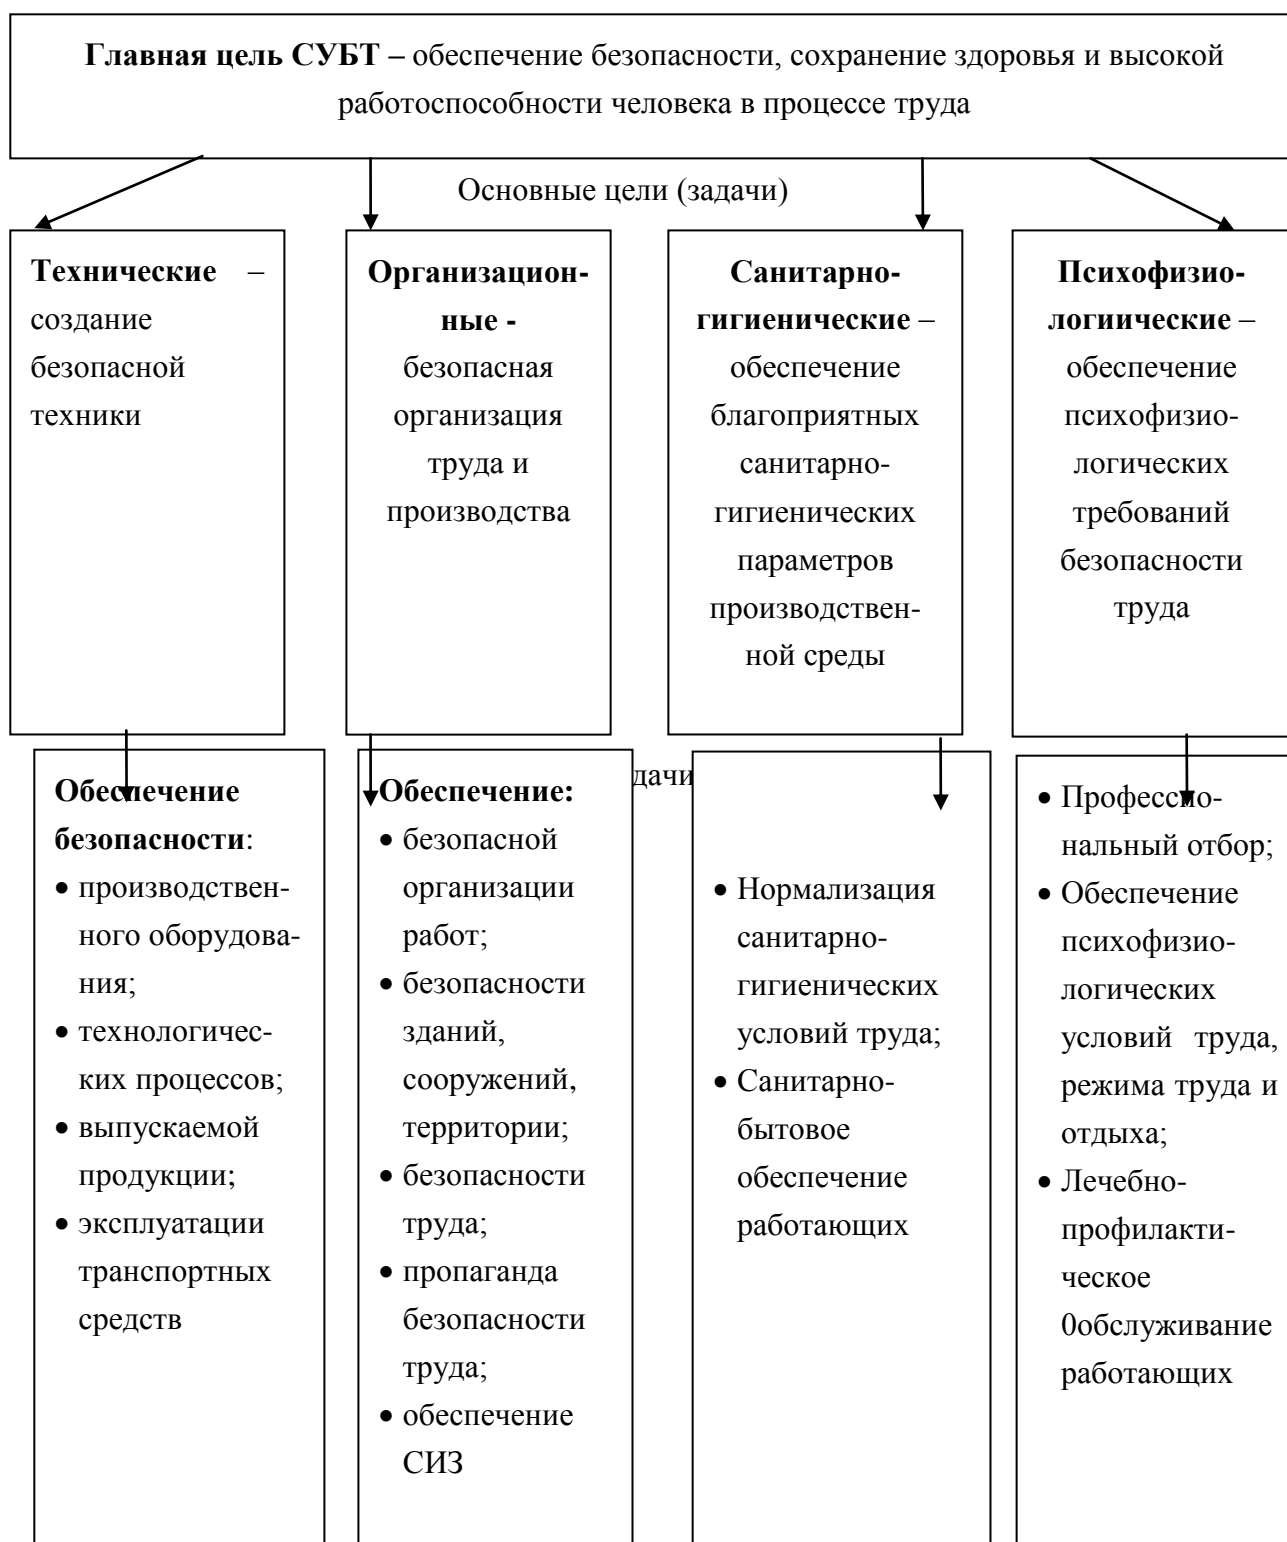 Главная цель СУБТ – обеспечение безопасности, сохранение здоровья и высокой
работоспособности человека в процессе труда
Основные цели (задачи)
Технические –
создание
безопасной
техники
Организацион-
ные -
безопасная
организация
труда и
производства
Санитарно-
гигиенические –
обеспечение
благоприятных
санитарно-
гигиенических
параметров
производствен-
ной среды
Психофизио-
логиические –
обеспечение
психофизио-
логических
требований
безопасности
труда
дачи
Обеспечение
безопасности:
• производствен-
ного оборудова-
ния;
• технологичес-
ких процессов;
• выпускаемой
продукции;
• эксплуатации
транспортных
средств
Обеспечение:
• безопасной
организации
работ;
• безопасности
зданий,
сооружений,
территории;
• безопасности
труда;
• пропаганда
безопасности
труда;
• обеспечение
СИЗ
• Нормализация
санитарно-
гигиенических
условий труда;
• Санитарно-
бытовое
обеспечение
работающих
• Профессио-
нальный отбор;
• Обеспечение
психофизио-
логических
условий труда,
режима труда и
отдыха;
• Лечебно-
профилакти-
ческое
0обслуживание
работающих